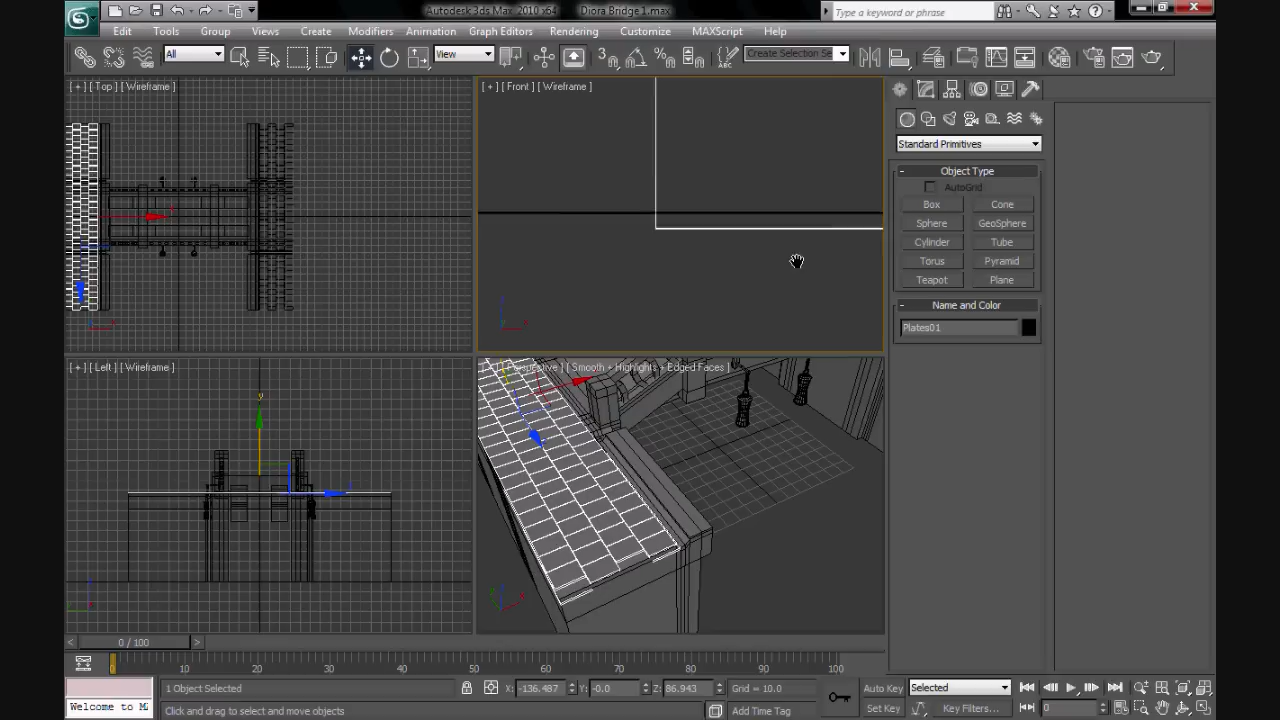 Autodesk 3ds Max 2010 x64 Diora Bridge 1.max
Type a keyword or phrase
Edit Tools Group Views Create Modifiers Animation Graph Editors Rendering Customize MAXScript Help
All View Create Selection Se
[ + ] [ Top ] [ Wireframe ]
[ + ] [ Front ] [ Wireframe ]
Standard Primitives
- Object Type
AutoGrid
Box Cone
Sphere GeoSphere
Cylinder Tube
Torus Pyramid
Teapot Plane
- Name and Color
Plates01
[ + ] [ Left ] [ Wireframe ]
[ + ] [ Perspective ] [ Smooth + Highlights + Edged Faces ]
< 0 / 100 >
0 10 20 30 40 50 60 70 80 90 100
1 Object Selected X: -136.487 Y: -0.0 Z: 86.943 Grid = 10.0 Auto Key Selected
Welcome to M Click and drag to select and move objects Add Time Tag Set Key Key Filters... 0